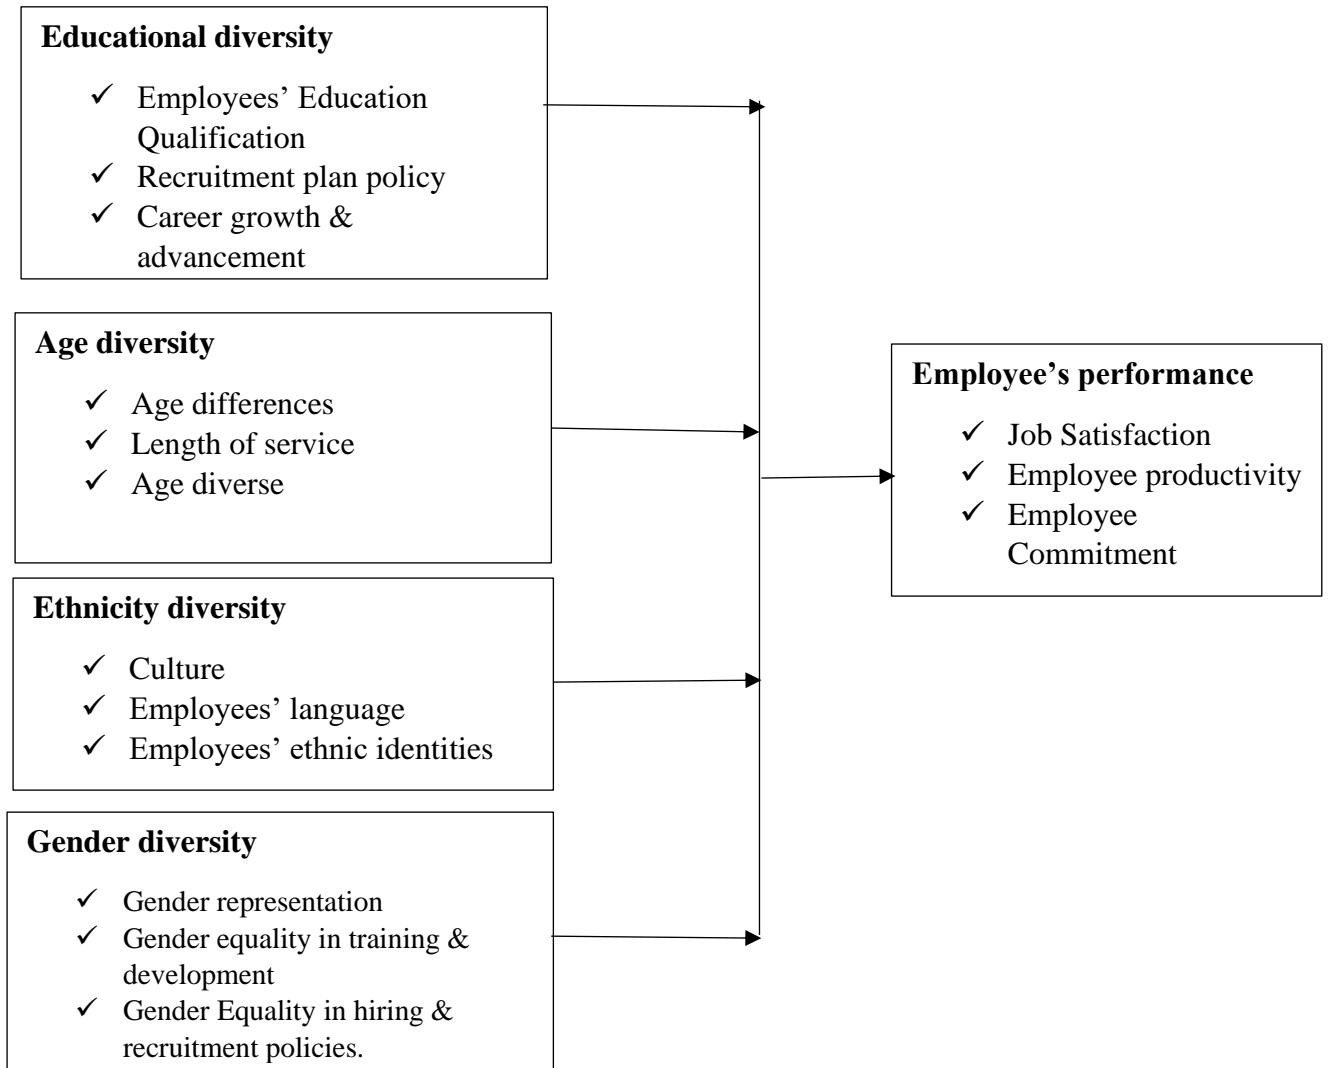 Educational diversity
✓ Employees’ Education
Qualification
✓ Recruitment plan policy
✓ Career growth &
advancement
Age diversity
✓ Age differences
✓ Length of service
✓ Age diverse
Ethnicity diversity
✓ Culture
✓ Employees’ language
✓ Employees’ ethnic identities
Gender diversity
✓ Gender representation
✓ Gender equality in training &
development
✓ Gender Equality in hiring &
recruitment policies.
Employee’s performance
✓ Job Satisfaction
✓ Employee productivity
✓ Employee
Commitment